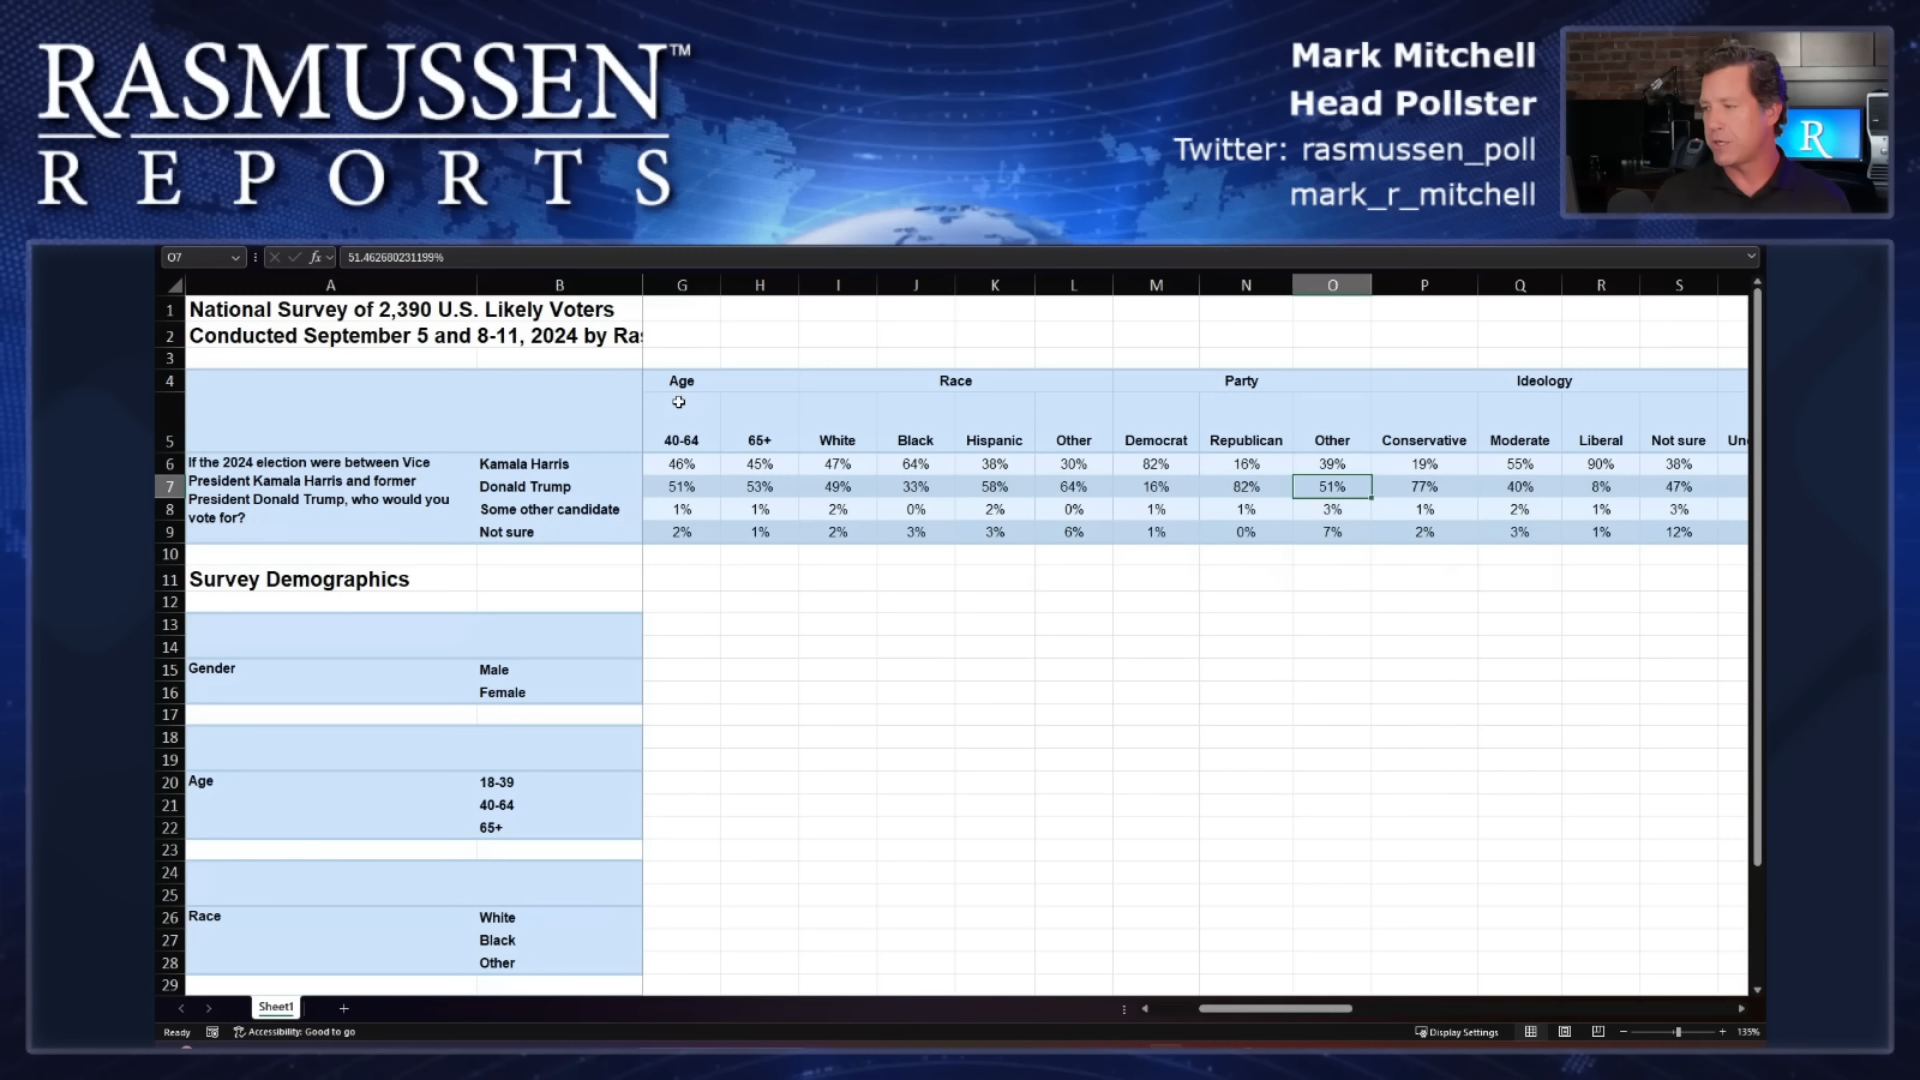 RASMUSSEN™
REPORTS
Mark Mitchell
Head Pollster
Twitter: rasmussen_poll
mark_r_mitchell
R
O7 fx 51.462680231199%
A B G H I J K L M N O P Q R S
1 National Survey of 2,390 U.S. Likely Voters
2 Conducted September 5 and 8-11, 2024 by Ras
3
4 Age Race Party Ideology
5 40-64 65+ White Black Hispanic Other Democrat Republican Other Conservative Moderate Liberal Not sure
6 If the 2024 election were between Vice Kamala Harris 46% 45% 47% 64% 38% 30% 82% 16% 39% 19% 55% 90% 38%
President Kamala Harris and former
7 Donald Trump 51% 53% 49% 33% 58% 64% 16% 82% 51% 77% 40% 8% 47%
President Donald Trump, who would you
8 Some other candidate 1% 1% 2% 0% 2% 0% 1% 1% 3% 1% 2% 1% 3%
vote for?
9 Not sure 2% 1% 2% 3% 3% 6% 1% 0% 7% 2% 3% 1% 12%
10
11 Survey Demographics
12
13
14
15 Gender Male
16 Female
17
18
19
20 Age 18-39
21 40-64
22 65+
23
24
25
26 Race White
27 Black
28 Other
29
Sheet1 +
Ready Accessibility: Good to go Display Settings 135%